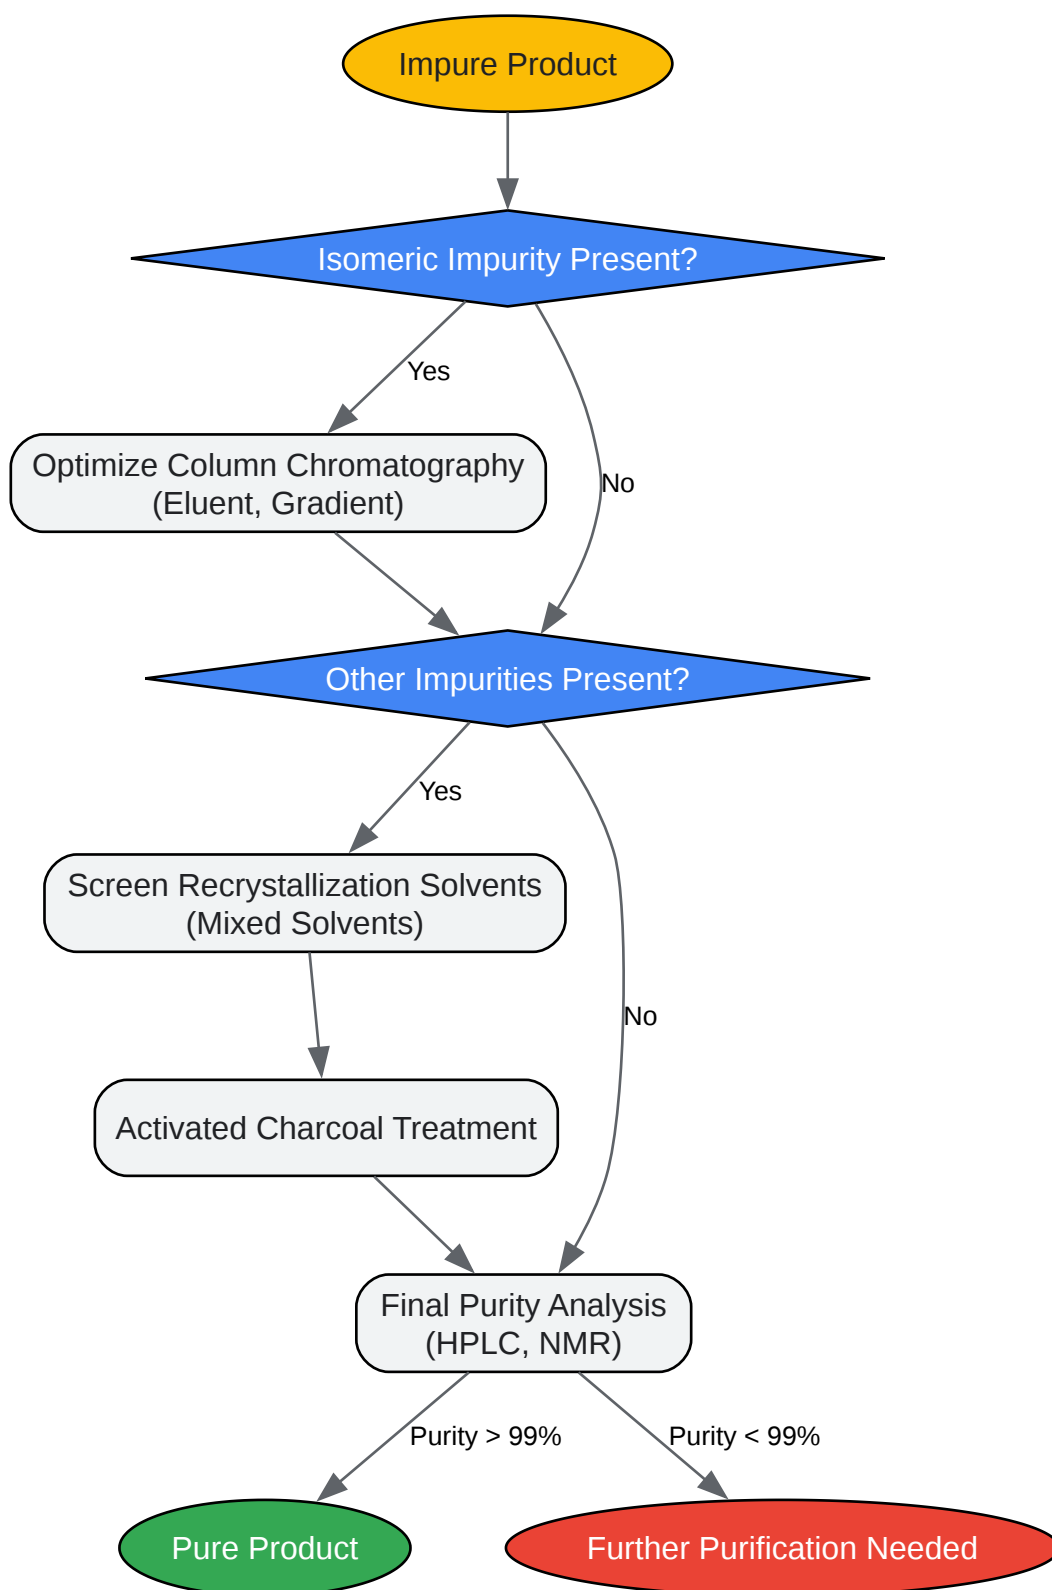 Impure Product
Isomeric Impurity Present?
Yes
Optimize Column Chromatography
(Eluent, Gradient)
No
Other Impurities Present?
Yes
Screen Recrystallization Solvents
(Mixed Solvents)
No
Activated Charcoal Treatment
Final Purity Analysis
(HPLC, NMR)
Purity > 99%
Purity < 99%
Pure Product
Further Purification Needed